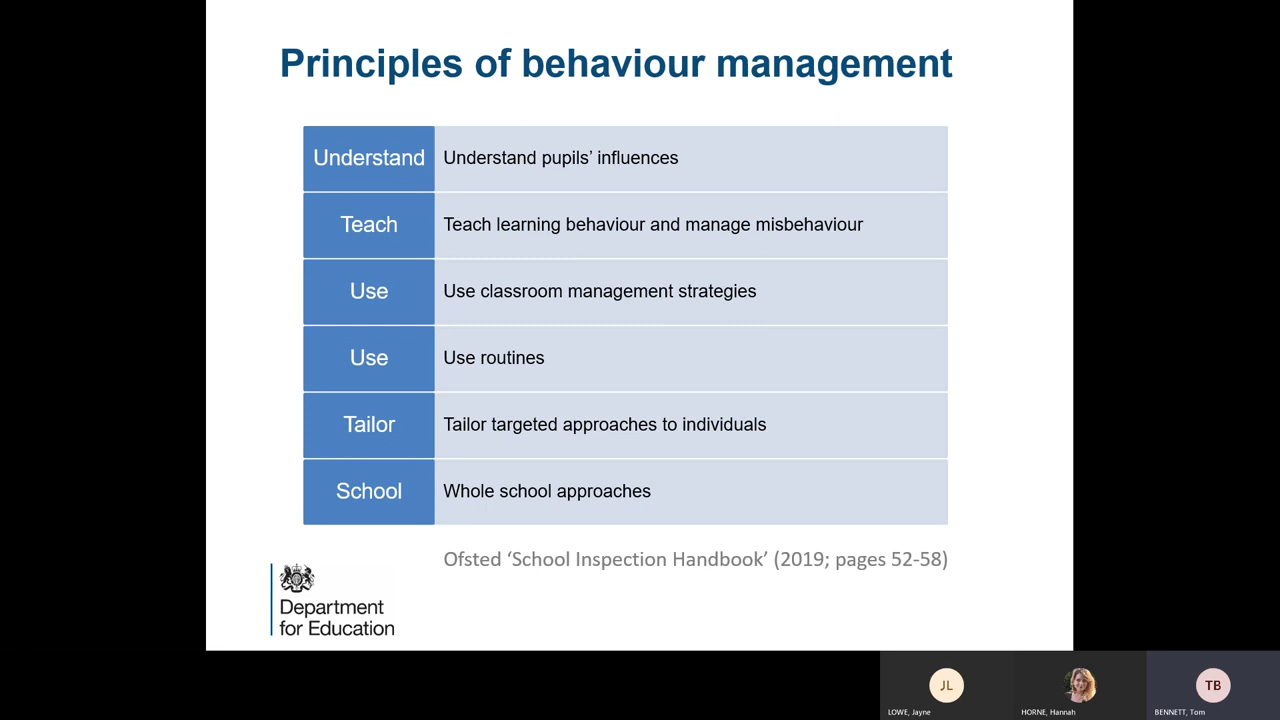 Principles of behaviour management
Understand
Understand pupils’ influences
Teach
Teach learning behaviour and manage misbehaviour
Use
Use classroom management strategies
Use
Use routines
Tailor
Tailor targeted approaches to individuals
School
Whole school approaches
Ofsted ‘School Inspection Handbook’ (2019; pages 52-58)
Department
for Education
JL
TB
LOWE, Jayne
HORNE, Hannah
BENNETT, Tom